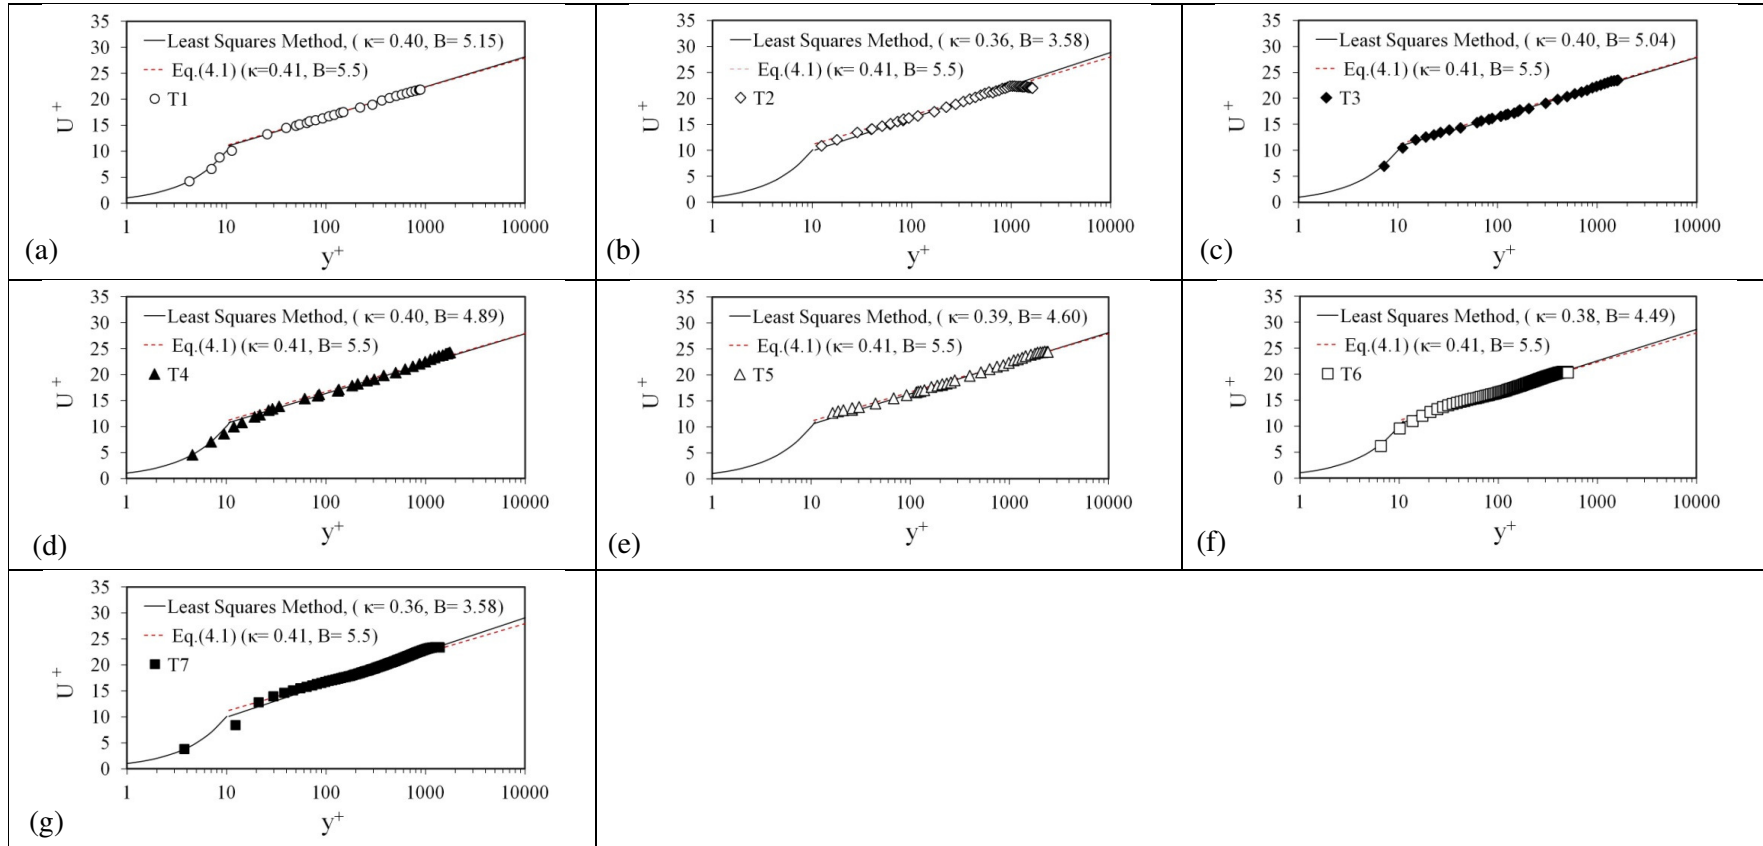 35
30
25
20
15
10
5
0
U+
Least Squares Method, ( κ= 0.40, B= 5.15)
Eq.(4.1) (κ=0.41, B=5.5)
T1
1 10 100 1000 10000
y+
(a)
35
30
25
20
15
10
5
0
U+
Least Squares Method, ( κ= 0.36, B= 3.58)
Eq.(4.1) (κ= 0.41, B= 5.5)
T2
1 10 100 1000 10000
y+
(b)
35
30
25
20
15
10
5
0
U+
Least Squares Method, ( κ= 0.40, B= 5.04)
Eq.(4.1) (κ= 0.41, B= 5.5)
T3
1 10 100 1000 10000
y+
(c)
35
30
25
20
15
10
5
0
U+
Least Squares Method, ( κ= 0.40, B= 4.89)
Eq.(4.1) (κ= 0.41, B= 5.5)
T4
1 10 100 1000 10000
y+
(d)
35
30
25
20
15
10
5
0
U+
Least Squares Method, ( κ= 0.39, B= 4.60)
Eq.(4.1) (κ= 0.41, B= 5.5)
T5
1 10 100 1000 10000
y+
(e)
35
30
25
20
15
10
5
0
U+
Least Squares Method, ( κ= 0.38, B= 4.49)
Eq.(4.1) (κ= 0.41, B= 5.5)
T6
1 10 100 1000 10000
y+
(f)
35
30
25
20
15
10
5
0
U+
Least Squares Method, ( κ= 0.36, B= 3.58)
Eq.(4.1) (κ= 0.41, B= 5.5)
T7
1 10 100 1000 10000
y+
(g)